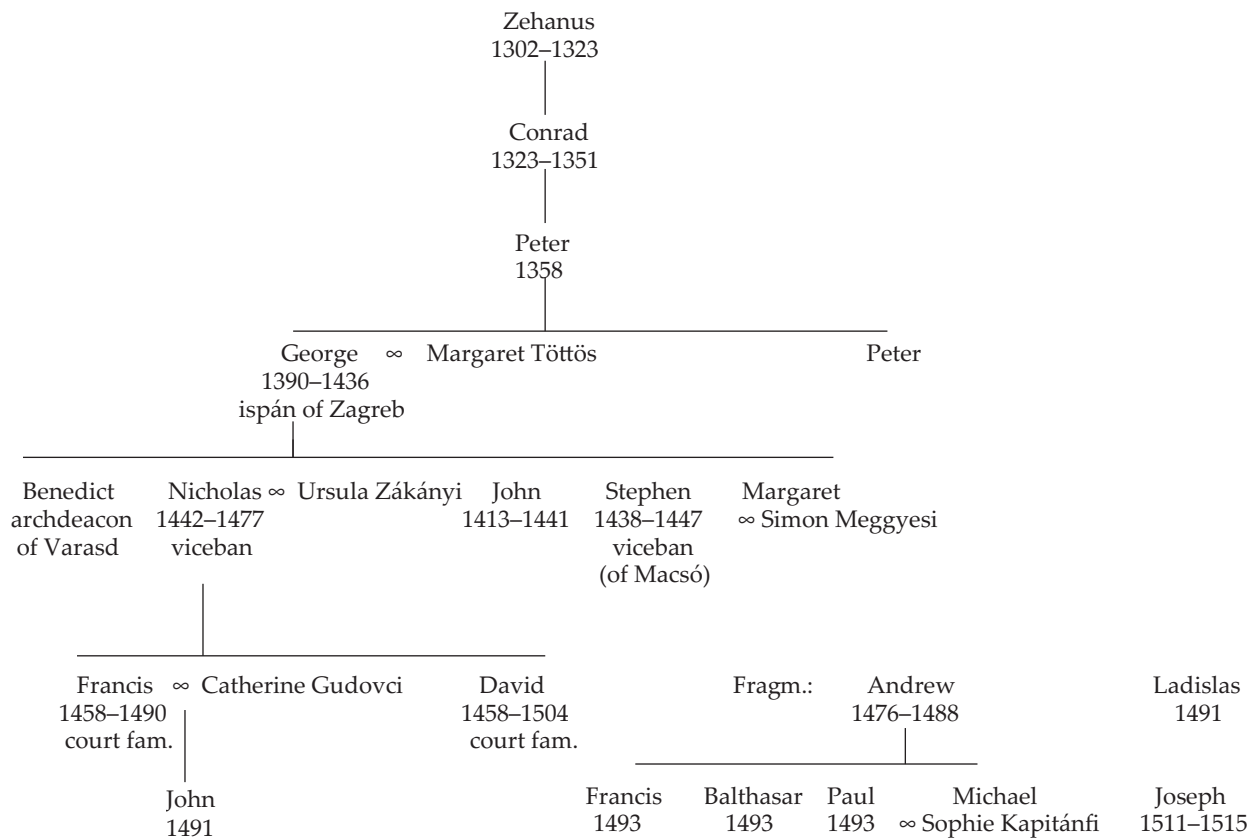 Zehanus
1302–1323
Conrad
1323–1351
Peter
1358
George ∞ Margaret Töttös Peter
1390–1436
ispán of Zagreb
Benedict Nicholas ∞ Ursula Zákányi John Stephen Margaret
archdeacon 1442–1477 1413–1441 1438–1447 ∞ Simon Meggyesi
of Varasd viceban viceban
(of Macsó)
Francis ∞ Catherine Gudovci David Fragm.: Andrew Ladislas
1458–1490 1458–1504 1476–1488 1491
court fam. court fam.
John Francis Balthasar Paul Michael Joseph
1491 1493 1493 1493 ∞ Sophie Kapitánfi 1511–1515